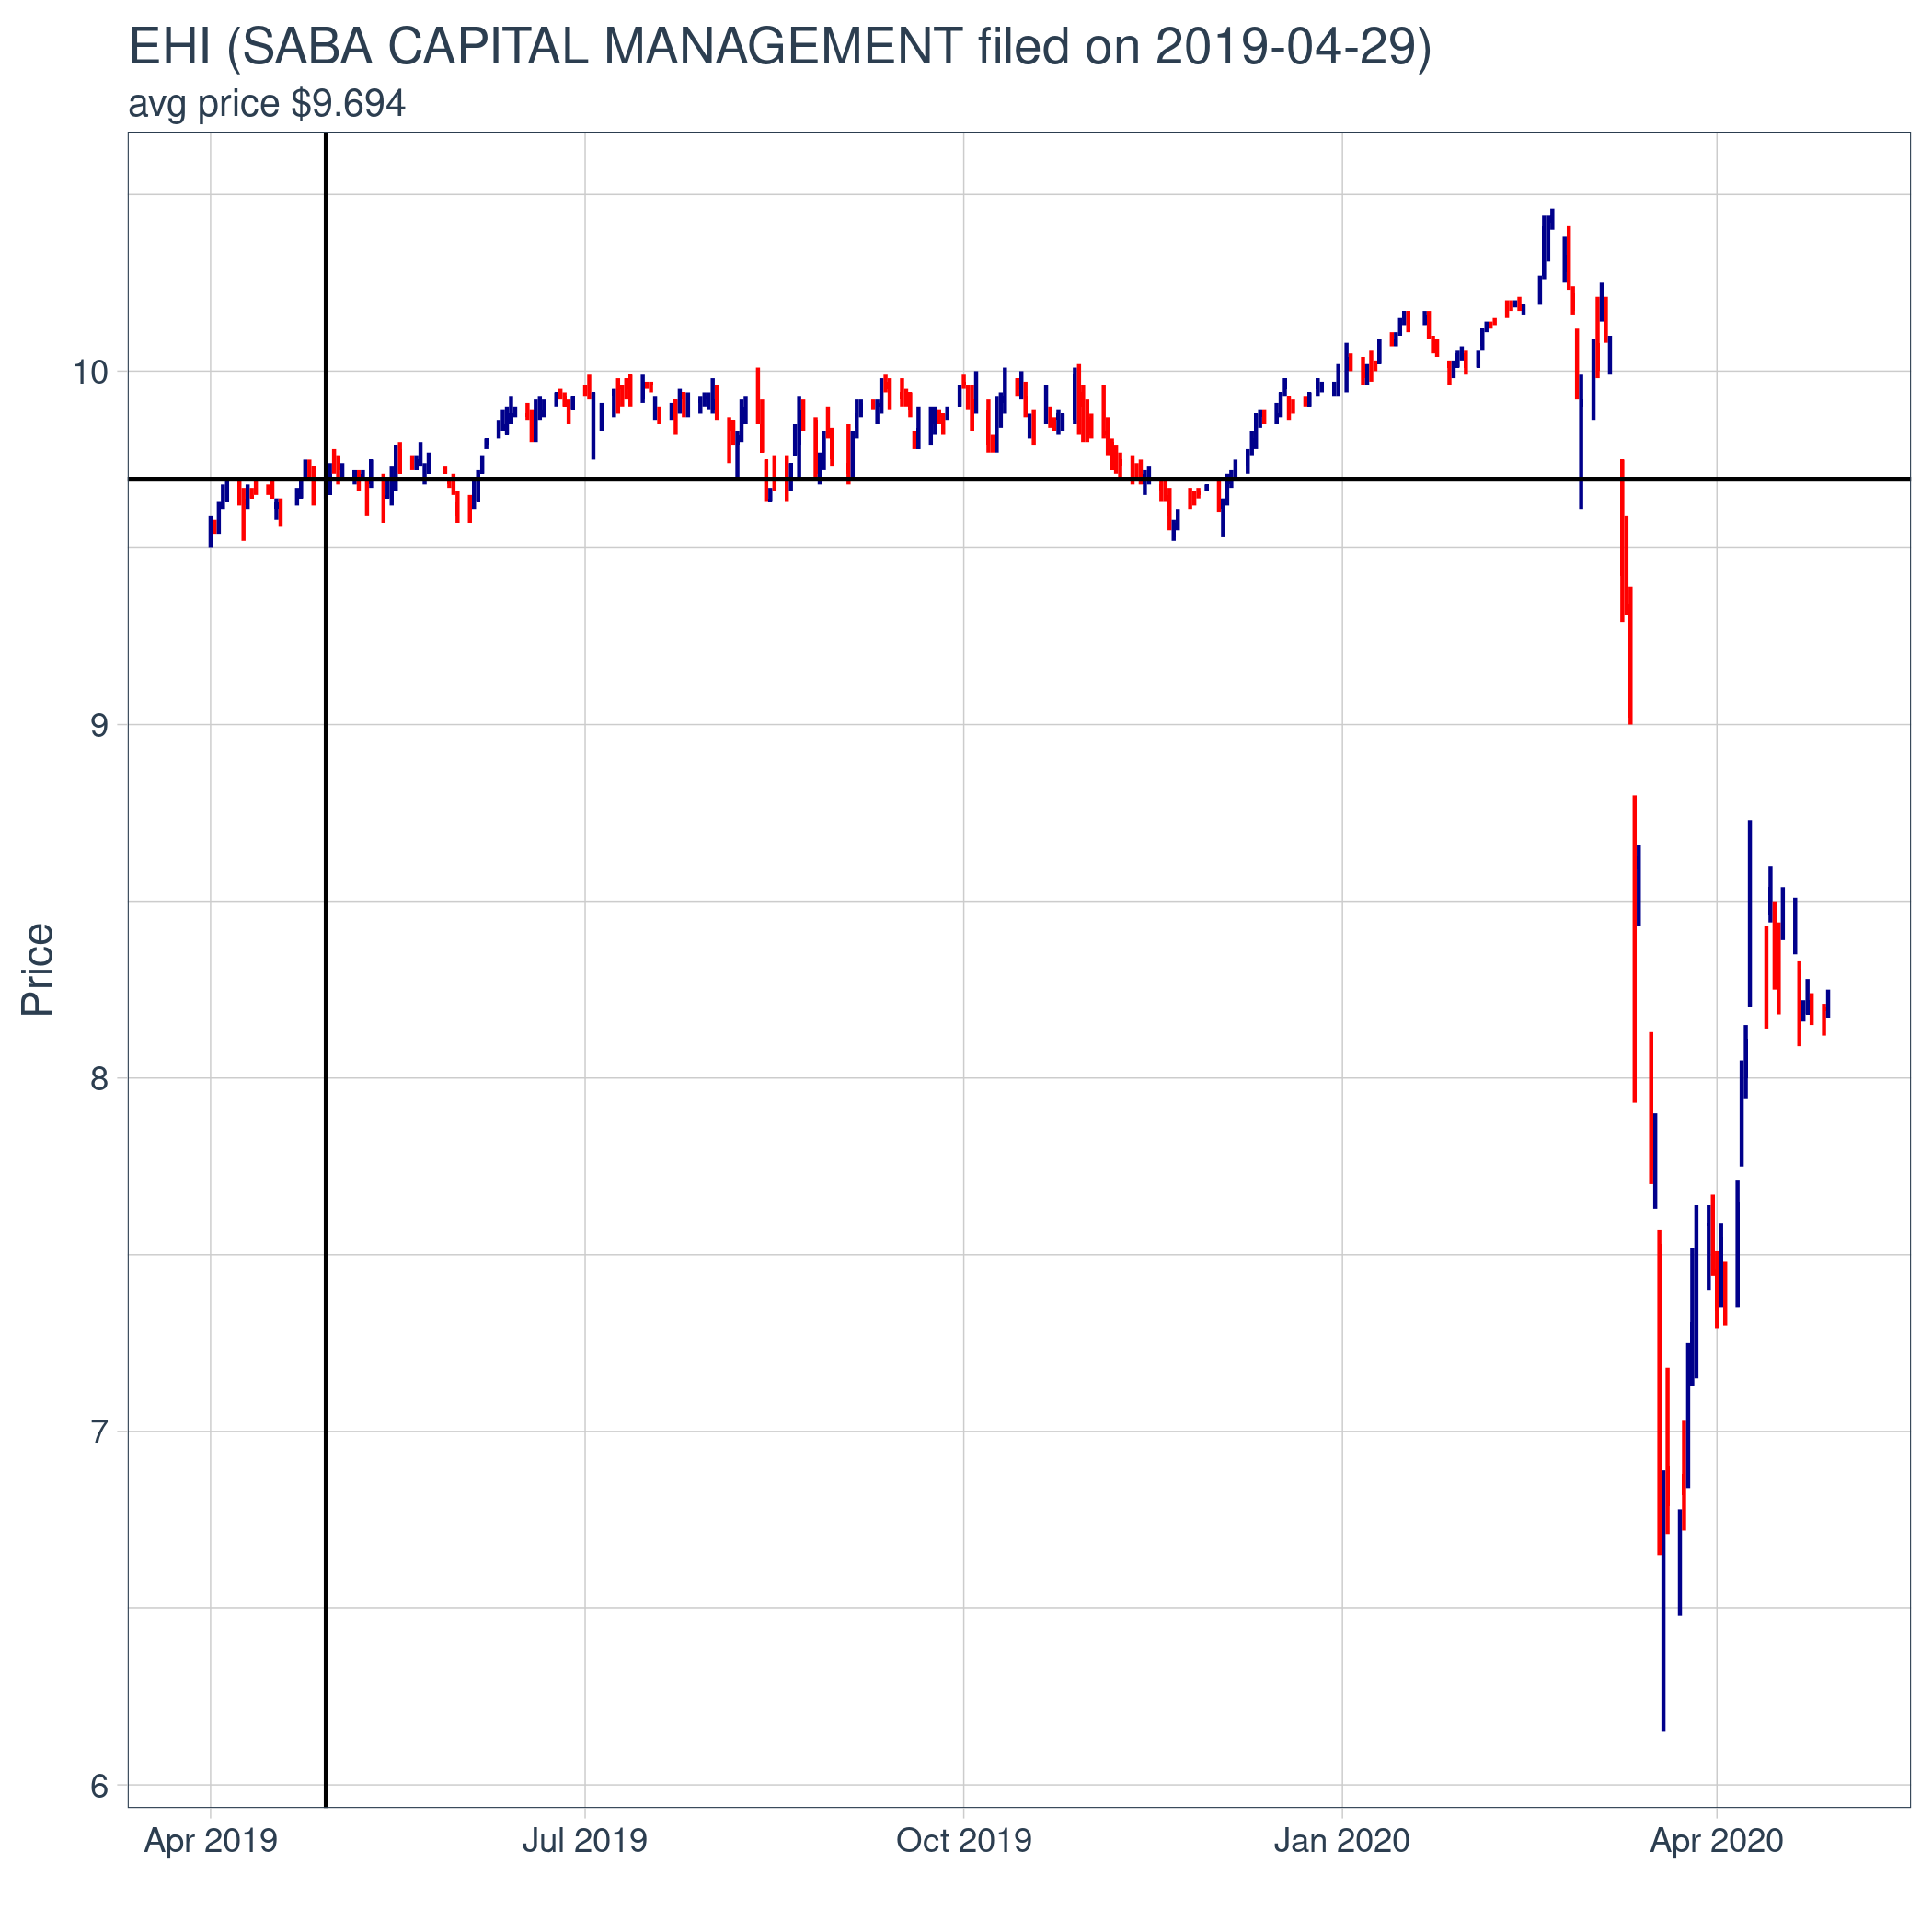 EHI (SABA CAPITAL MANAGEMENT filed on 2019-04-29)
avg price $9.694
Price
10
9
8
7
6
Apr 2019 Jul 2019 Oct 2019 Jan 2020 Apr 2020